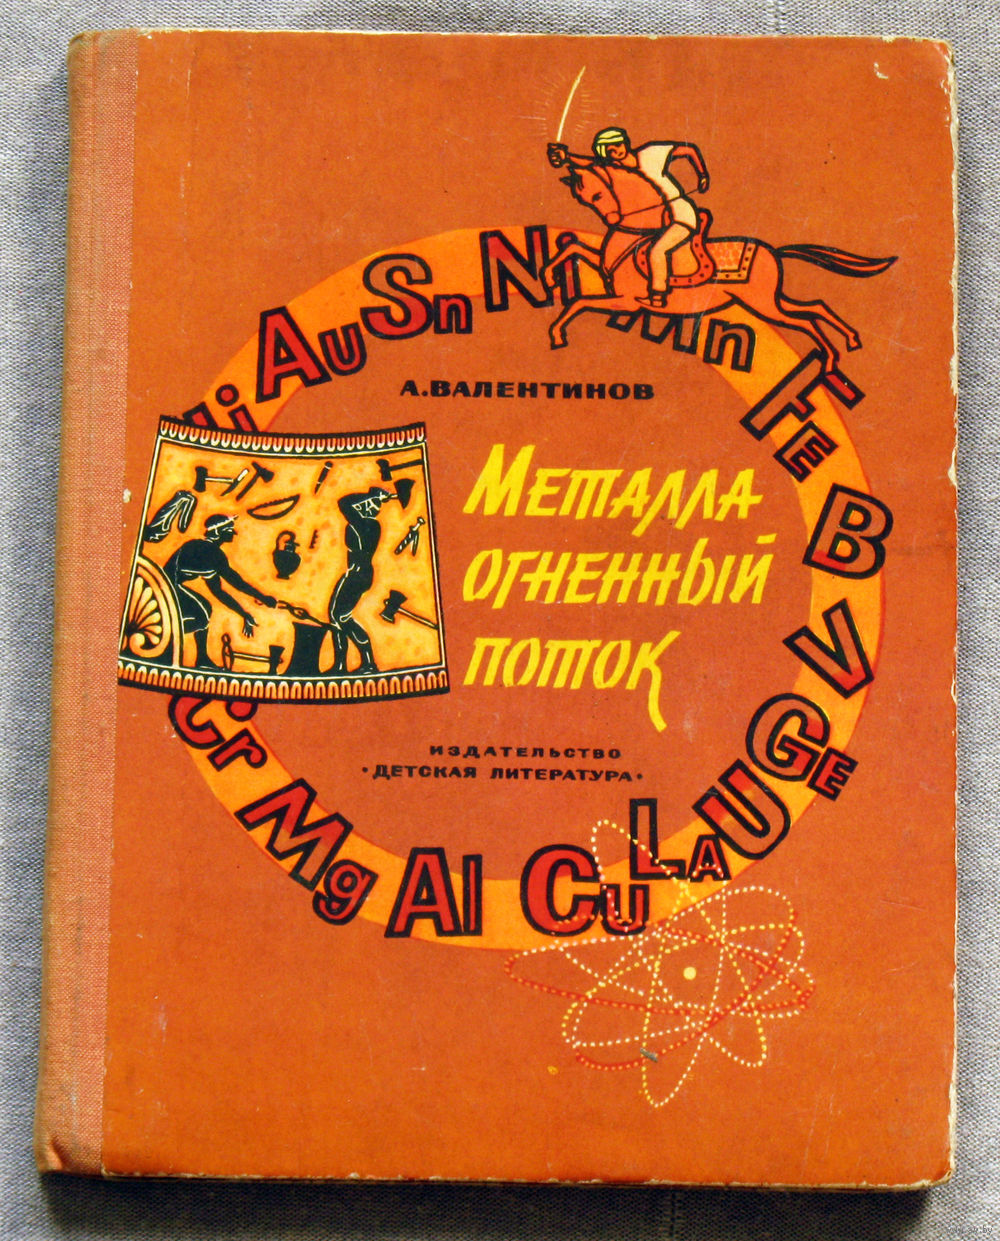 Au Sn Ni Mn Fe B V Ge U La Cu Al Mg Cr
А.ВАЛЕНТИНОВ
МЕТАЛЛА
ОГНЕННЫЙ
ПОТОК
ИЗДАТЕЛЬСТВО
•ДЕТСКАЯ ЛИТЕРАТУРА•